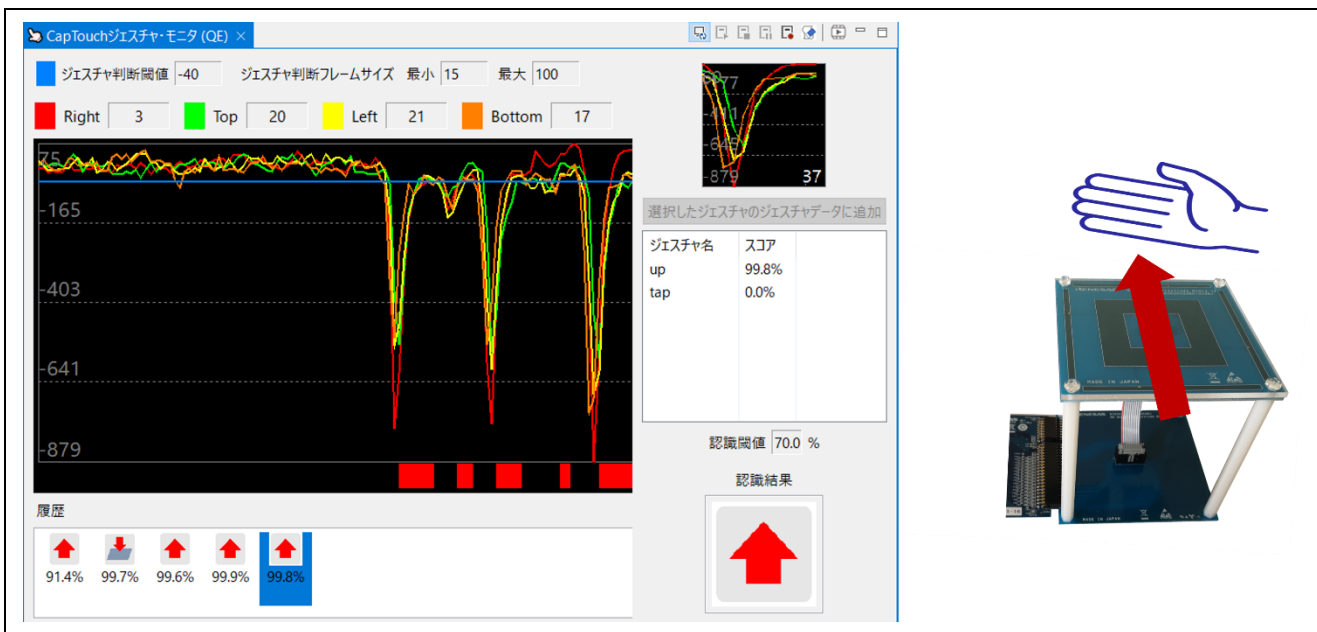 CapTouchジェスチャ・モニタ (QE)
ジェスチャ判断閾値 -40 ジェスチャ判断フレームサイズ 最小 15 最大 100
Right 3 Top 20 Left 21 Bottom 17
75
-165
-403
-641
-879
-411
-645
-879 37
選択したジェスチャのジェスチャデータに追加
ジェスチャ名 スコア
up 99.8%
tap 0.0%
認識閾値 70.0 %
認識結果
履歴
91.4% 99.7% 99.6% 99.9% 99.8%
MADE IN JAPAN
MADE IN JAPAN